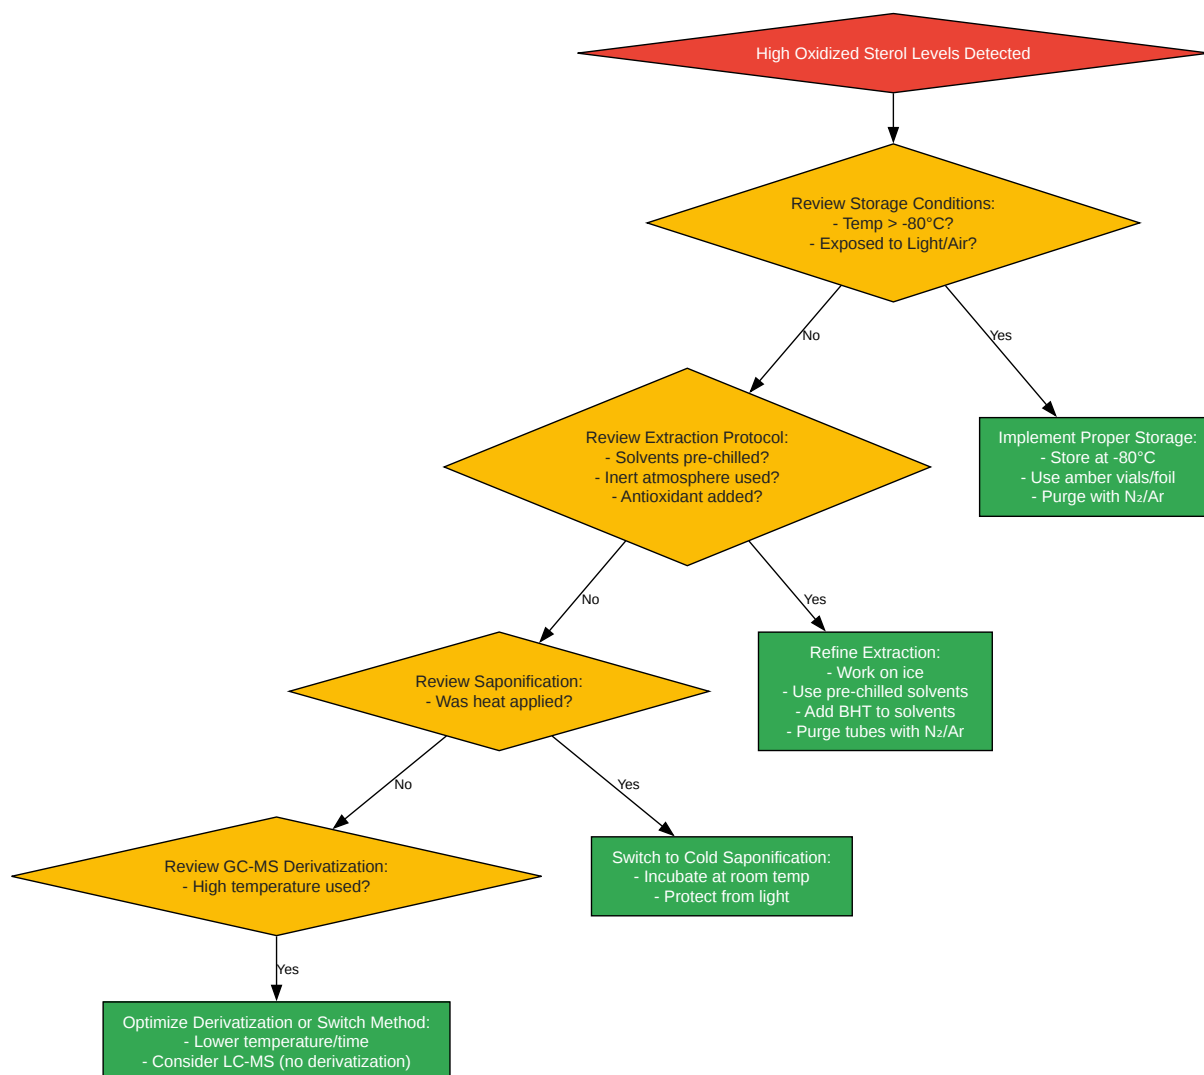 High Oxidized Sterol Levels Detected
Review Storage Conditions:
- Temp > -80°C?
- Exposed to Light/Air?
No
Yes
Review Extraction Protocol:
- Solvents pre-chilled?
- Inert atmosphere used?
- Antioxidant added?
Implement Proper Storage:
- Store at -80°C
- Use amber vials/foil
- Purge with N₂/Ar
No
Yes
Review Saponification:
- Was heat applied?
Refine Extraction:
- Work on ice
- Use pre-chilled solvents
- Add BHT to solvents
- Purge tubes with N₂/Ar
No
Yes
Review GC-MS Derivatization:
- High temperature used?
Switch to Cold Saponification:
- Incubate at room temp
- Protect from light
Yes
Optimize Derivatization or Switch Method:
- Lower temperature/time
- Consider LC-MS (no derivatization)